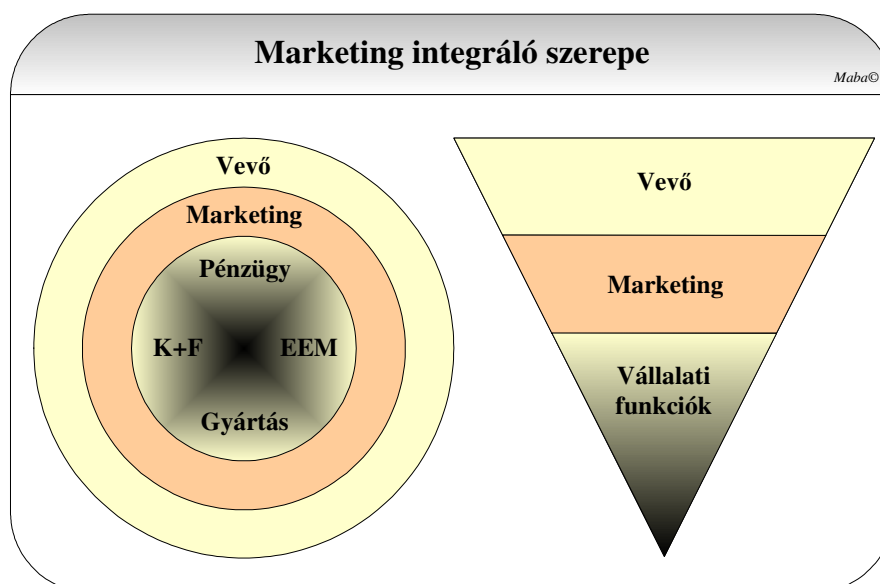 Marketing integráló szerepe
Maba©
Vevő
Marketing
Pénzügy
K+F
EEM
Gyártás
Vevő
Marketing
Vállalati
funkciók